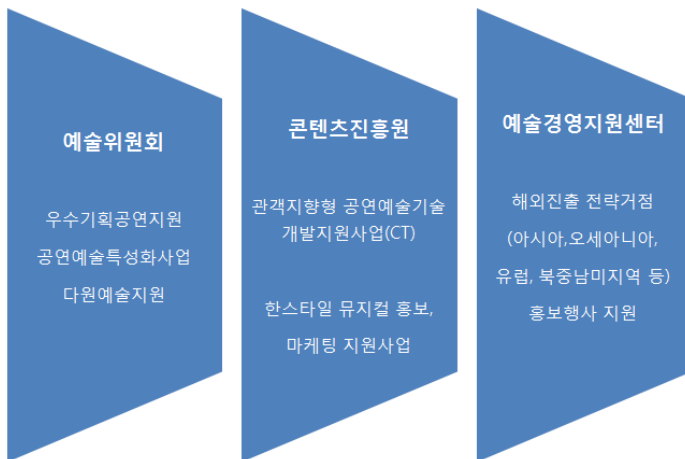 예술위원회
우수기획공연지원
공연예술특성화사업
다원예술지원
콘텐츠진흥원
관객지향형 공연예술기술
개발지원사업(CT)
한스타일 뮤지컬 홍보,
마케팅 지원사업
예술경영지원센터
해외진출 전략거점
(아시아,오세아니아,
유럽, 북중남미지역 등)
홍보행사 지원